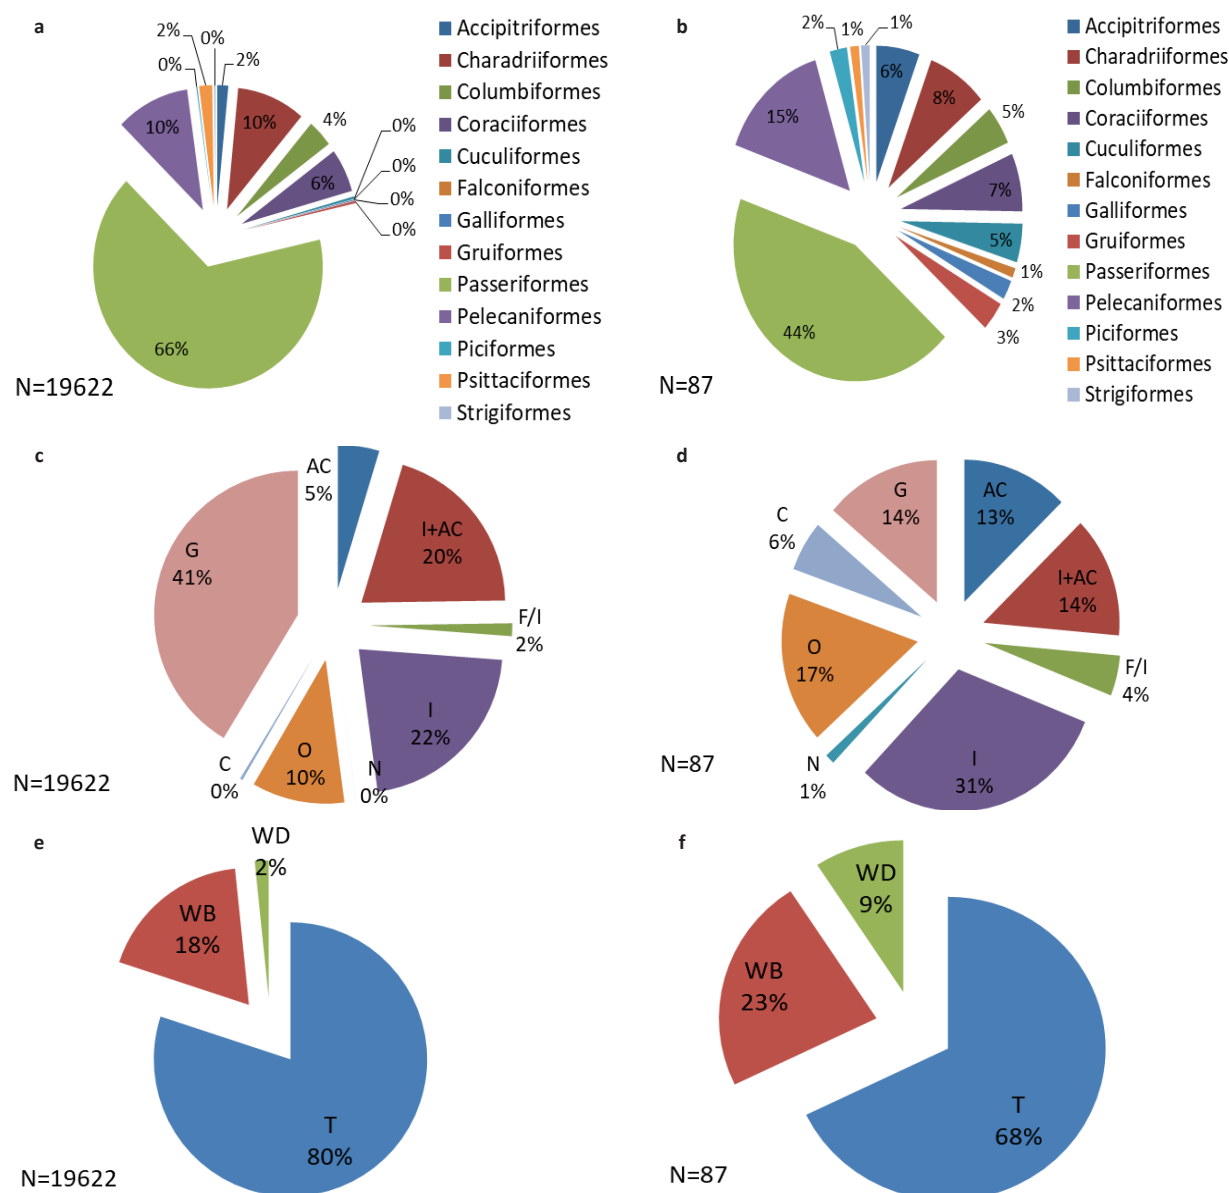 a
2%
0%
0%
2%
10%
10%
4%
6%
0%
0%
0%
0%
66%
N=19622
Accipitriformes
Charadriiformes
Columbiformes
Coraciiformes
Cuculiformes
Falconiformes
Galliformes
Gruiformes
Passeriformes
Pelecaniformes
Piciformes
Psittaciformes
Strigiformes
b
2%
1%
1%
6%
8%
5%
7%
5%
1%
2%
3%
44%
15%
N=87
Accipitriformes
Charadriiformes
Columbiformes
Coraciiformes
Cuculiformes
Falconiformes
Galliformes
Gruiformes
Passeriformes
Pelecaniformes
Piciformes
Psittaciformes
Strigiformes
c
AC
5%
I+AC
20%
F/I
2%
I
22%
N
0%
O
10%
C
0%
G
41%
N=19622
d
AC
13%
I+AC
14%
F/I
4%
I
31%
N
1%
O
17%
C
6%
G
14%
N=87
e
WD
2%
WB
18%
T
80%
N=19622
f
WD
9%
WB
23%
T
68%
N=87